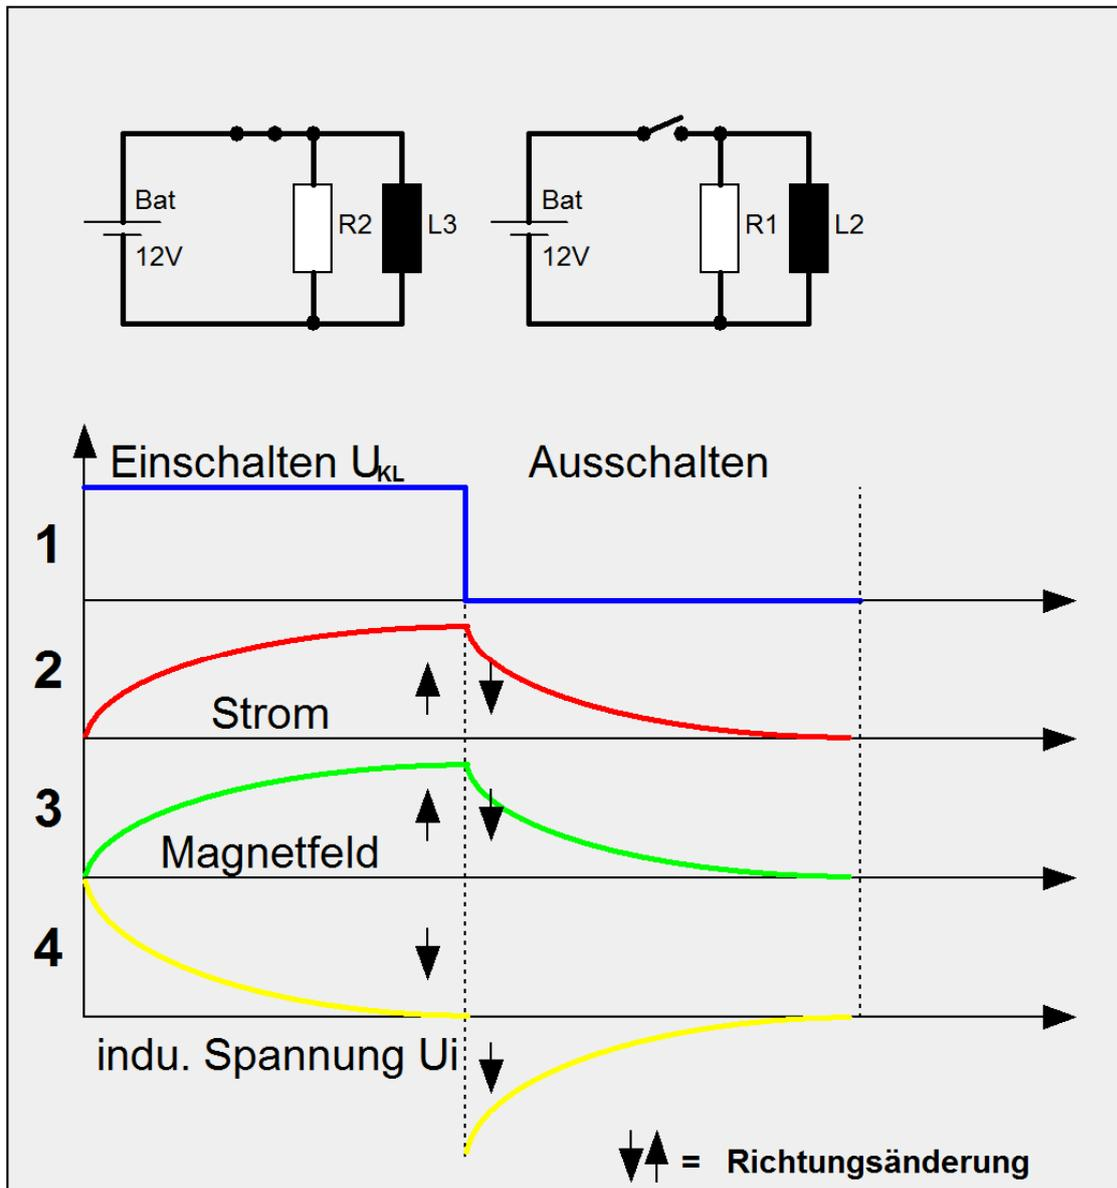 Bat
12V
R2
L3
Bat
12V
R1
L2
Einschalten UKL
Ausschalten
1
2
Strom
3
Magnetfeld
4
indu. Spannung Ui
= Richtungsänderung